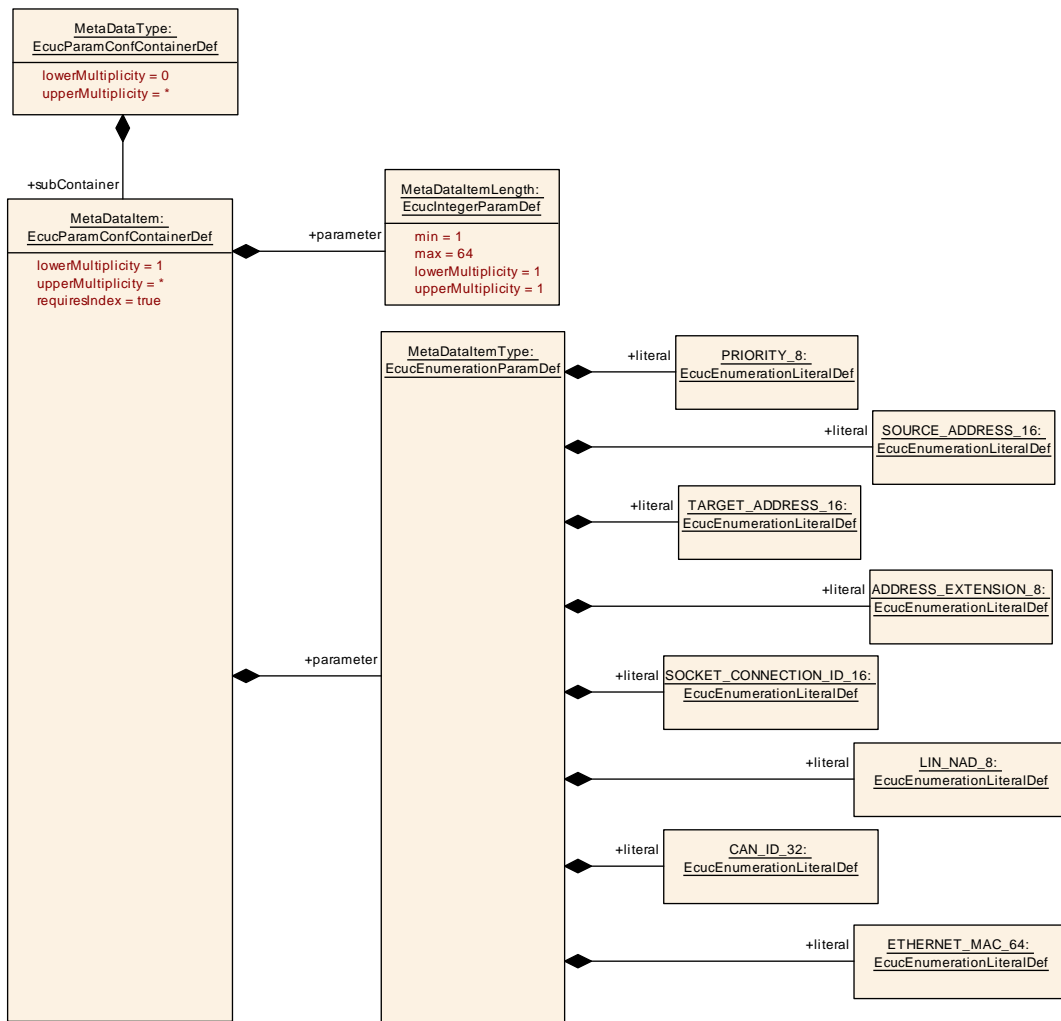 MetaDataType:
EcucParamConfContainerDef
lowerMultiplicity = 0
upperMultiplicity = *
+subContainer
MetaDataItem:
EcucParamConfContainerDef
lowerMultiplicity = 1
upperMultiplicity = *
requiresIndex = true
+parameter
MetaDataItemLength:
EcucIntegerParamDef
min = 1
max = 64
lowerMultiplicity = 1
upperMultiplicity = 1
+parameter
MetaDataItemType:
EcucEnumerationParamDef
+literal
PRIORITY_8:
EcucEnumerationLiteralDef
+literal
SOURCE_ADDRESS_16:
EcucEnumerationLiteralDef
+literal
TARGET_ADDRESS_16:
EcucEnumerationLiteralDef
+literal
ADDRESS_EXTENSION_8:
EcucEnumerationLiteralDef
+literal
SOCKET_CONNECTION_ID_16:
EcucEnumerationLiteralDef
+literal
LIN_NAD_8:
EcucEnumerationLiteralDef
+literal
CAN_ID_32:
EcucEnumerationLiteralDef
+literal
ETHERNET_MAC_64:
EcucEnumerationLiteralDef